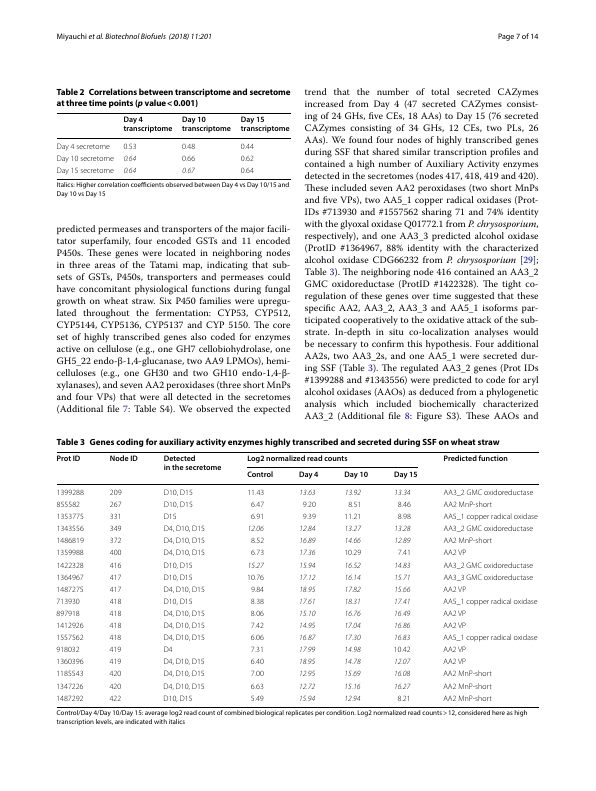 Miyauchi et al. Biotechnol Biofuels (2018) 11:201
Page 7 of 14
Table 2 Correlations between transcriptome and secretome
at three time points (p value < 0.001)
Day 4 transcriptome Day 10 transcriptome Day 15 transcriptome
Day 4 secretome 0.53 0.48 0.44
Day 10 secretome 0.64 0.66 0.62
Day 15 secretome 0.64 0.67 0.64
Italics: Higher correlation coefficients observed between Day 4 vs Day 10/15 and
Day 10 vs Day 15
predicted permeases and transporters of the major facili-
tator superfamily, four encoded GSTs and 11 encoded
P450s. These genes were located in neighboring nodes
in three areas of the Tatami map, indicating that sub-
sets of GSTs, P450s, transporters and permeases could
have concomitant physiological functions during fungal
growth on wheat straw. Six P450 families were upregu-
lated throughout the fermentation: CYP53, CYP512,
CYP5144, CYP5136, CYP5137 and CYP 5150. The core
set of highly transcribed genes also coded for enzymes
active on cellulose (e.g., one GH7 cellobiohydrolase, one
GH5_22 endo-β-1,4-glucanase, two AA9 LPMOs), hemi-
celluloses (e.g., one GH30 and two GH10 endo-1,4-β-
xylanases), and seven AA2 peroxidases (three short MnPs
and four VPs) that were all detected in the secretomes
(Additional file 7: Table S4). We observed the expected
trend that the number of total secreted CAZymes
increased from Day 4 (47 secreted CAZymes consist-
ing of 24 GHs, five CEs, 18 AAs) to Day 15 (76 secreted
CAZymes consisting of 34 GHs, 12 CEs, two PLs, 26
AAs). We found four nodes of highly transcribed genes
during SSF that shared similar transcription profiles and
contained a high number of Auxiliary Activity enzymes
detected in the secretomes (nodes 417, 418, 419 and 420).
These included seven AA2 peroxidases (two short MnPs
and five VPs), two AA5_1 copper radical oxidases (Prot-
IDs #713930 and #1557562 sharing 71 and 74% identity
with the glyoxal oxidase Q01772.1 from P. chrysosporium,
respectively), and one AA3_3 predicted alcohol oxidase
(ProtID #1364967, 88% identity with the characterized
alcohol oxidase CDG66232 from P. chrysosporium [29];
Table 3). The neighboring node 416 contained an AA3_2
GMC oxidoreductase (ProtID #1422328). The tight co-
regulation of these genes over time suggested that these
specific AA2, AA3_2, AA3_3 and AA5_1 isoforms par-
ticipated cooperatively to the oxidative attack of the sub-
strate. In-depth in situ co-localization analyses would
be necessary to confirm this hypothesis. Four additional
AA2s, two AA3_2s, and one AA5_1 were secreted dur-
ing SSF (Table 3). The regulated AA3_2 genes (Prot IDs
#1399288 and #1343556) were predicted to code for aryl
alcohol oxidases (AAOs) as deduced from a phylogenetic
analysis which included biochemically characterized
AA3_2 (Additional file 8: Figure S3). These AAOs and
Table 3 Genes coding for auxiliary activity enzymes highly transcribed and secreted during SSF on wheat straw
Prot ID Node ID Detected in the secretome Log2 normalized read counts Predicted function
Control Day 4 Day 10 Day 15
1399288 209 D10, D15 11.43 13.63 13.92 13.34 AA3_2 GMC oxidoreductase
855582 267 D10, D15 6.47 9.20 8.51 8.46 AA2 MnP-short
1353775 331 D15 6.91 9.39 11.21 8.98 AA5_1 copper radical oxidase
1343556 349 D4, D10, D15 12.06 12.84 13.27 13.28 AA3_2 GMC oxidoreductase
1486819 372 D4, D10, D15 8.52 16.89 14.66 12.89 AA2 MnP-short
1359988 400 D4, D10, D15 6.73 17.36 10.29 7.41 AA2 VP
1422328 416 D10, D15 15.27 15.94 16.52 14.83 AA3_2 GMC oxidoreductase
1364967 417 D10, D15 10.76 17.12 16.14 15.71 AA3_3 GMC oxidoreductase
1487275 417 D4, D10, D15 9.84 18.95 17.82 15.66 AA2 VP
713930 418 D10, D15 8.38 17.61 18.31 17.41 AA5_1 copper radical oxidase
897918 418 D4, D10, D15 8.06 15.10 16.76 16.49 AA2 VP
1412926 418 D4, D10, D15 7.42 14.95 17.04 16.86 AA2 VP
1557562 418 D4, D10, D15 6.06 16.87 17.30 16.83 AA5_1 copper radical oxidase
918032 419 D4 7.31 17.99 14.98 10.42 AA2 VP
1360396 419 D4, D10, D15 6.40 18.95 14.78 12.07 AA2 VP
1185543 420 D4, D10, D15 7.00 12.95 15.69 16.08 AA2 MnP-short
1347226 420 D4, D10, D15 6.63 12.72 15.16 16.27 AA2 MnP-short
1487292 422 D10, D15 5.49 15.94 12.94 8.21 AA2 MnP-short
Control/Day 4/Day 10/Day 15: average log2 read count of combined biological replicates per condition. Log2 normalized read counts > 12, considered here as high
transcription levels, are indicated with italics